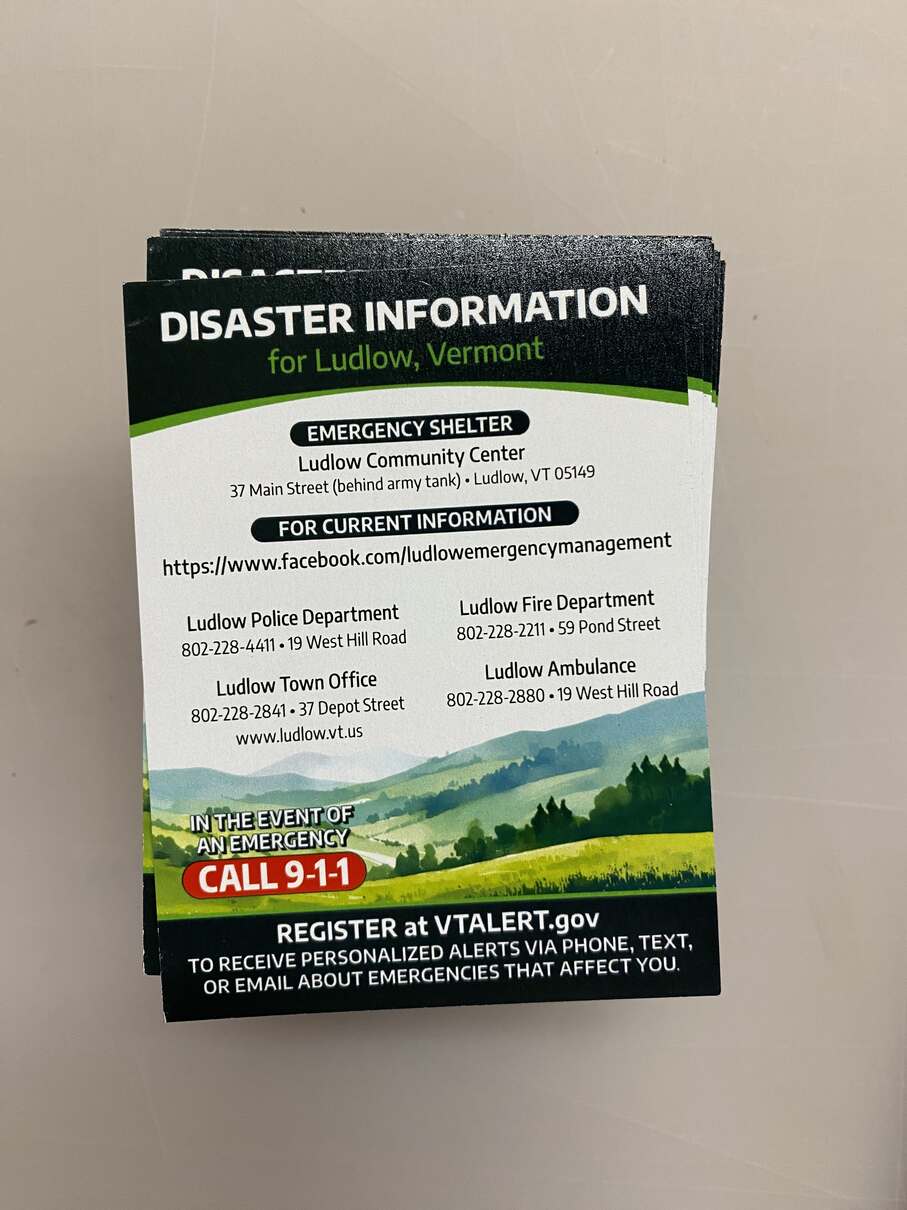 DISASTER
DISASTER INFORMATION
for Ludlow, Vermont
EMERGENCY SHELTER
Ludlow Community Center
37 Main Street (behind army tank) • Ludlow, VT 05149
FOR CURRENT INFORMATION
https://www.facebook.com/ludlowemergencymanagement
Ludlow Police Department
802-228-4411 • 19 West Hill Road
Ludlow Fire Department
802-228-2211 • 59 Pond Street
Ludlow Town Office
802-228-2841 • 37 Depot Street
www.ludlow.vt.us
Ludlow Ambulance
802-228-2880 • 19 West Hill Road
IN THE EVENT OF
AN EMERGENCY
CALL 9-1-1
REGISTER at VTALERT.gov
TO RECEIVE PERSONALIZED ALERTS VIA PHONE, TEXT,
OR EMAIL ABOUT EMERGENCIES THAT AFFECT YOU.